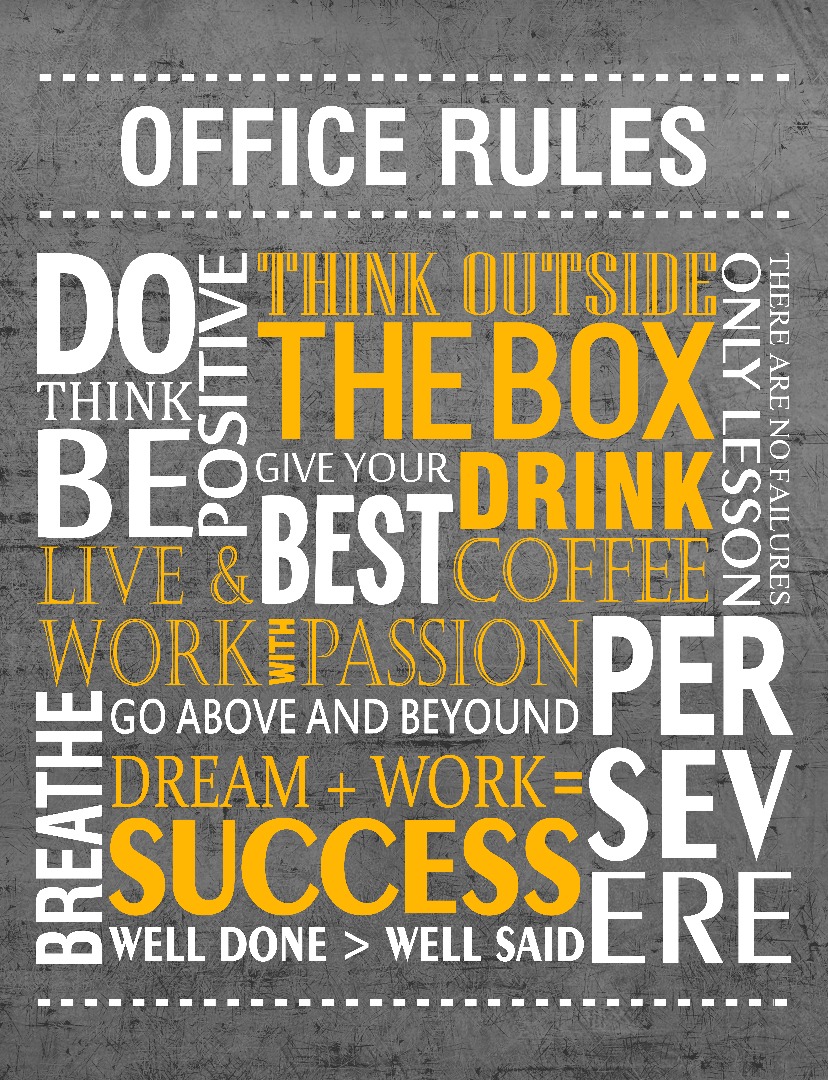 OFFICE RULES
DO
THINK
BE
POSITIVE
THINK OUTSIDE
THE BOX
GIVE YOUR
BEST
DRINK
COFFEE
ONLY LESSON
THERE ARE NO FAILURES
LIVE &
WORK WITH PASSION
GO ABOVE AND BEYOUND
BREATHE
DREAM + WORK =
SUCCESS
WELL DONE > WELL SAID
PER
SEV
ERE